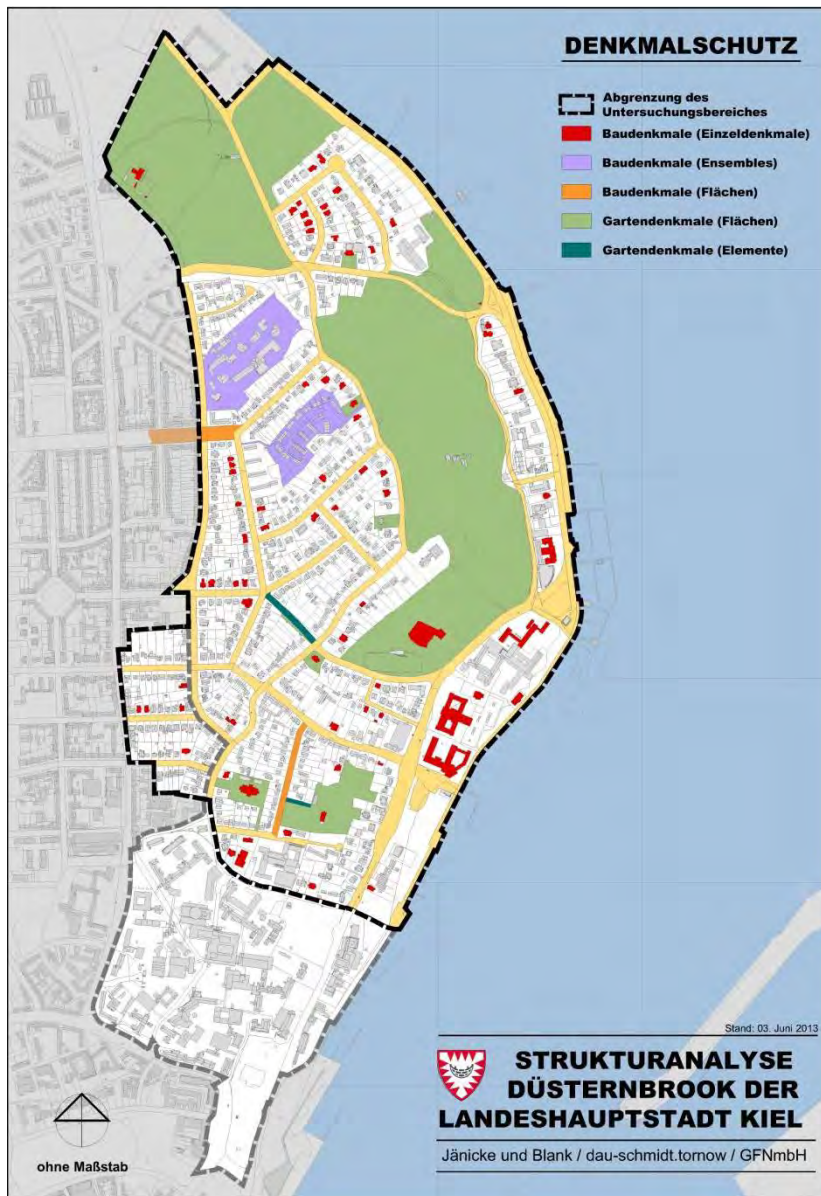 DENKMALSCHUTZ
Abgrenzung des
Untersuchungsbereiches
Baudenkmale (Einzeldenkmale)
Baudenkmale (Ensembles)
Baudenkmale (Flächen)
Gartendenkmale (Flächen)
Gartendenkmale (Elemente)
Stand: 03. Juni 2013
STRUKTURANALYSE
DÜSTERNBROOK DER
LANDESHAUPTSTADT KIEL
Jänicke und Blank / dau-schmidt.tornow / GFNmbH
ohne Maßstab